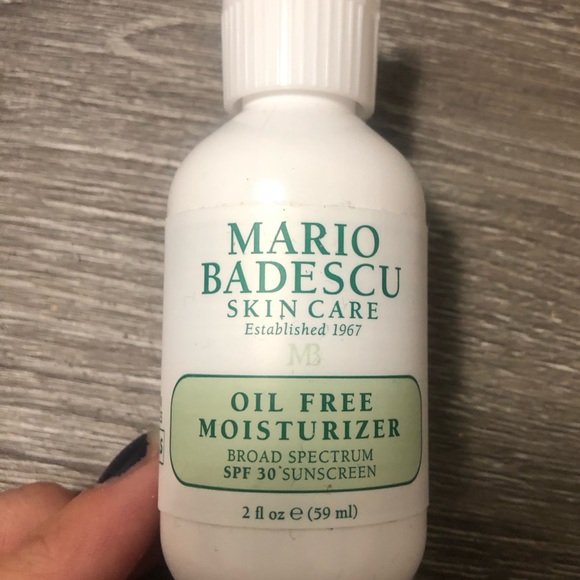 MARIO
BADESCU
SKIN CARE
Established 1967
MB
OIL FREE
MOISTURIZER
BROAD SPECTRUM
SPF 30 SUNSCREEN
2 fl oz ℮ (59 ml)